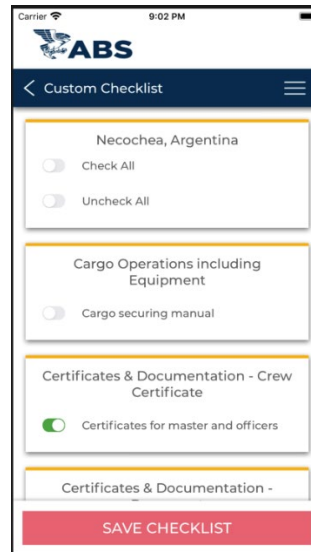 Carrier 9:02 PM
ABS
Custom Checklist
Necochea, Argentina
Check All
Uncheck All
Cargo Operations including
Equipment
Cargo securing manual
Certificates & Documentation - Crew
Certificate
Certificates for master and officers
Certificates & Documentation -
SAVE CHECKLIST